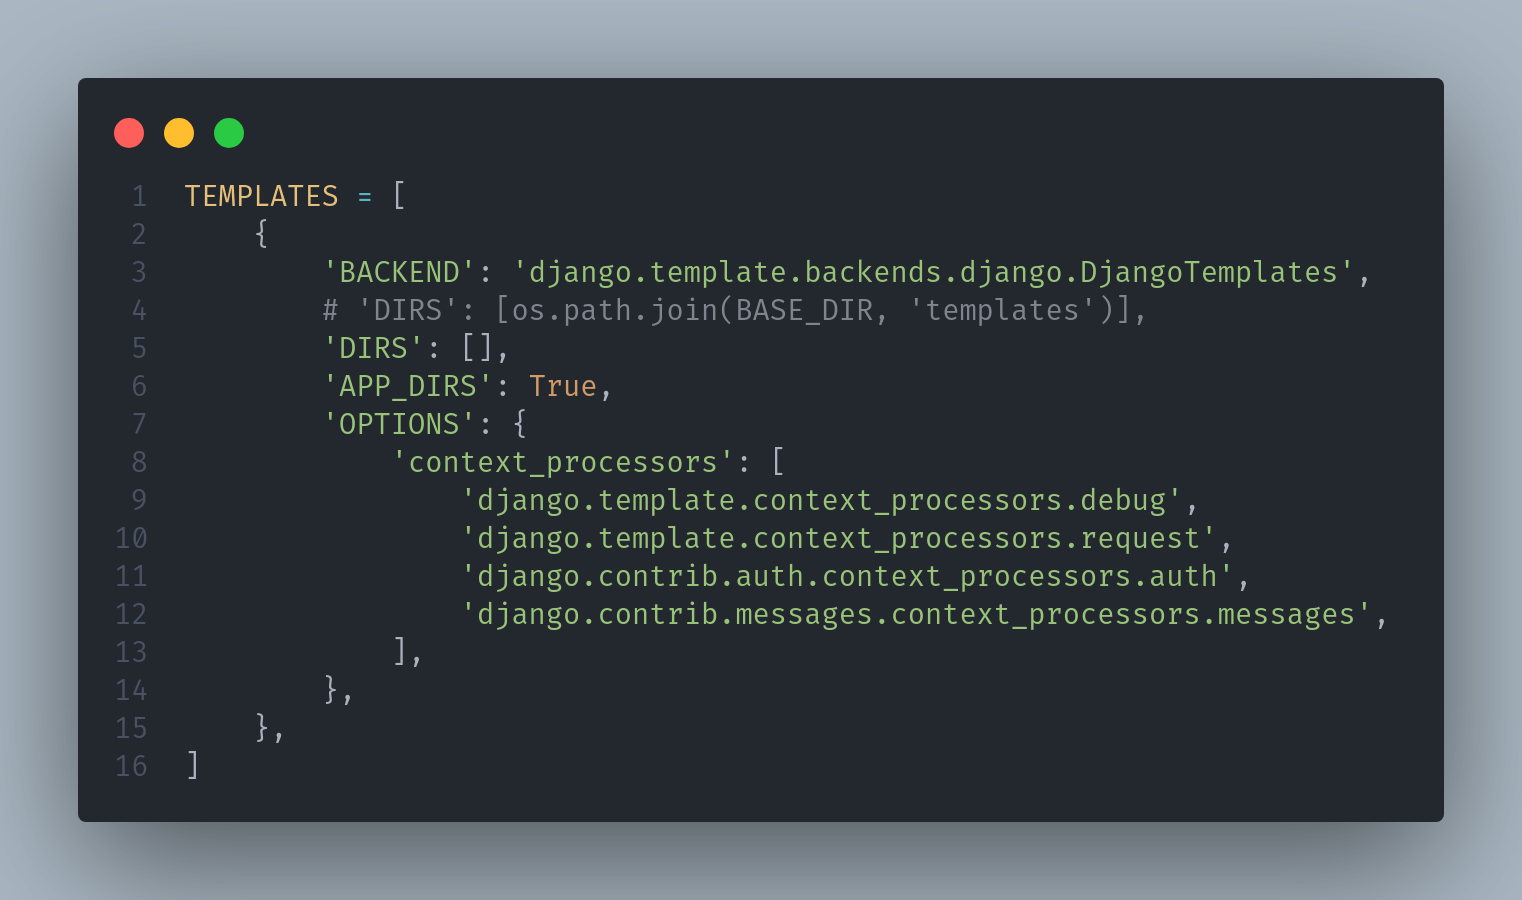 1 TEMPLATES = [
2     {
3         'BACKEND': 'django.template.backends.django.DjangoTemplates',
4         # 'DIRS': [os.path.join(BASE_DIR, 'templates')],
5         'DIRS': [],
6         'APP_DIRS': True,
7         'OPTIONS': {
8             'context_processors': [
9                 'django.template.context_processors.debug',
10                 'django.template.context_processors.request',
11                 'django.contrib.auth.context_processors.auth',
12                 'django.contrib.messages.context_processors.messages',
13             ],
14         },
15     },
16 ]